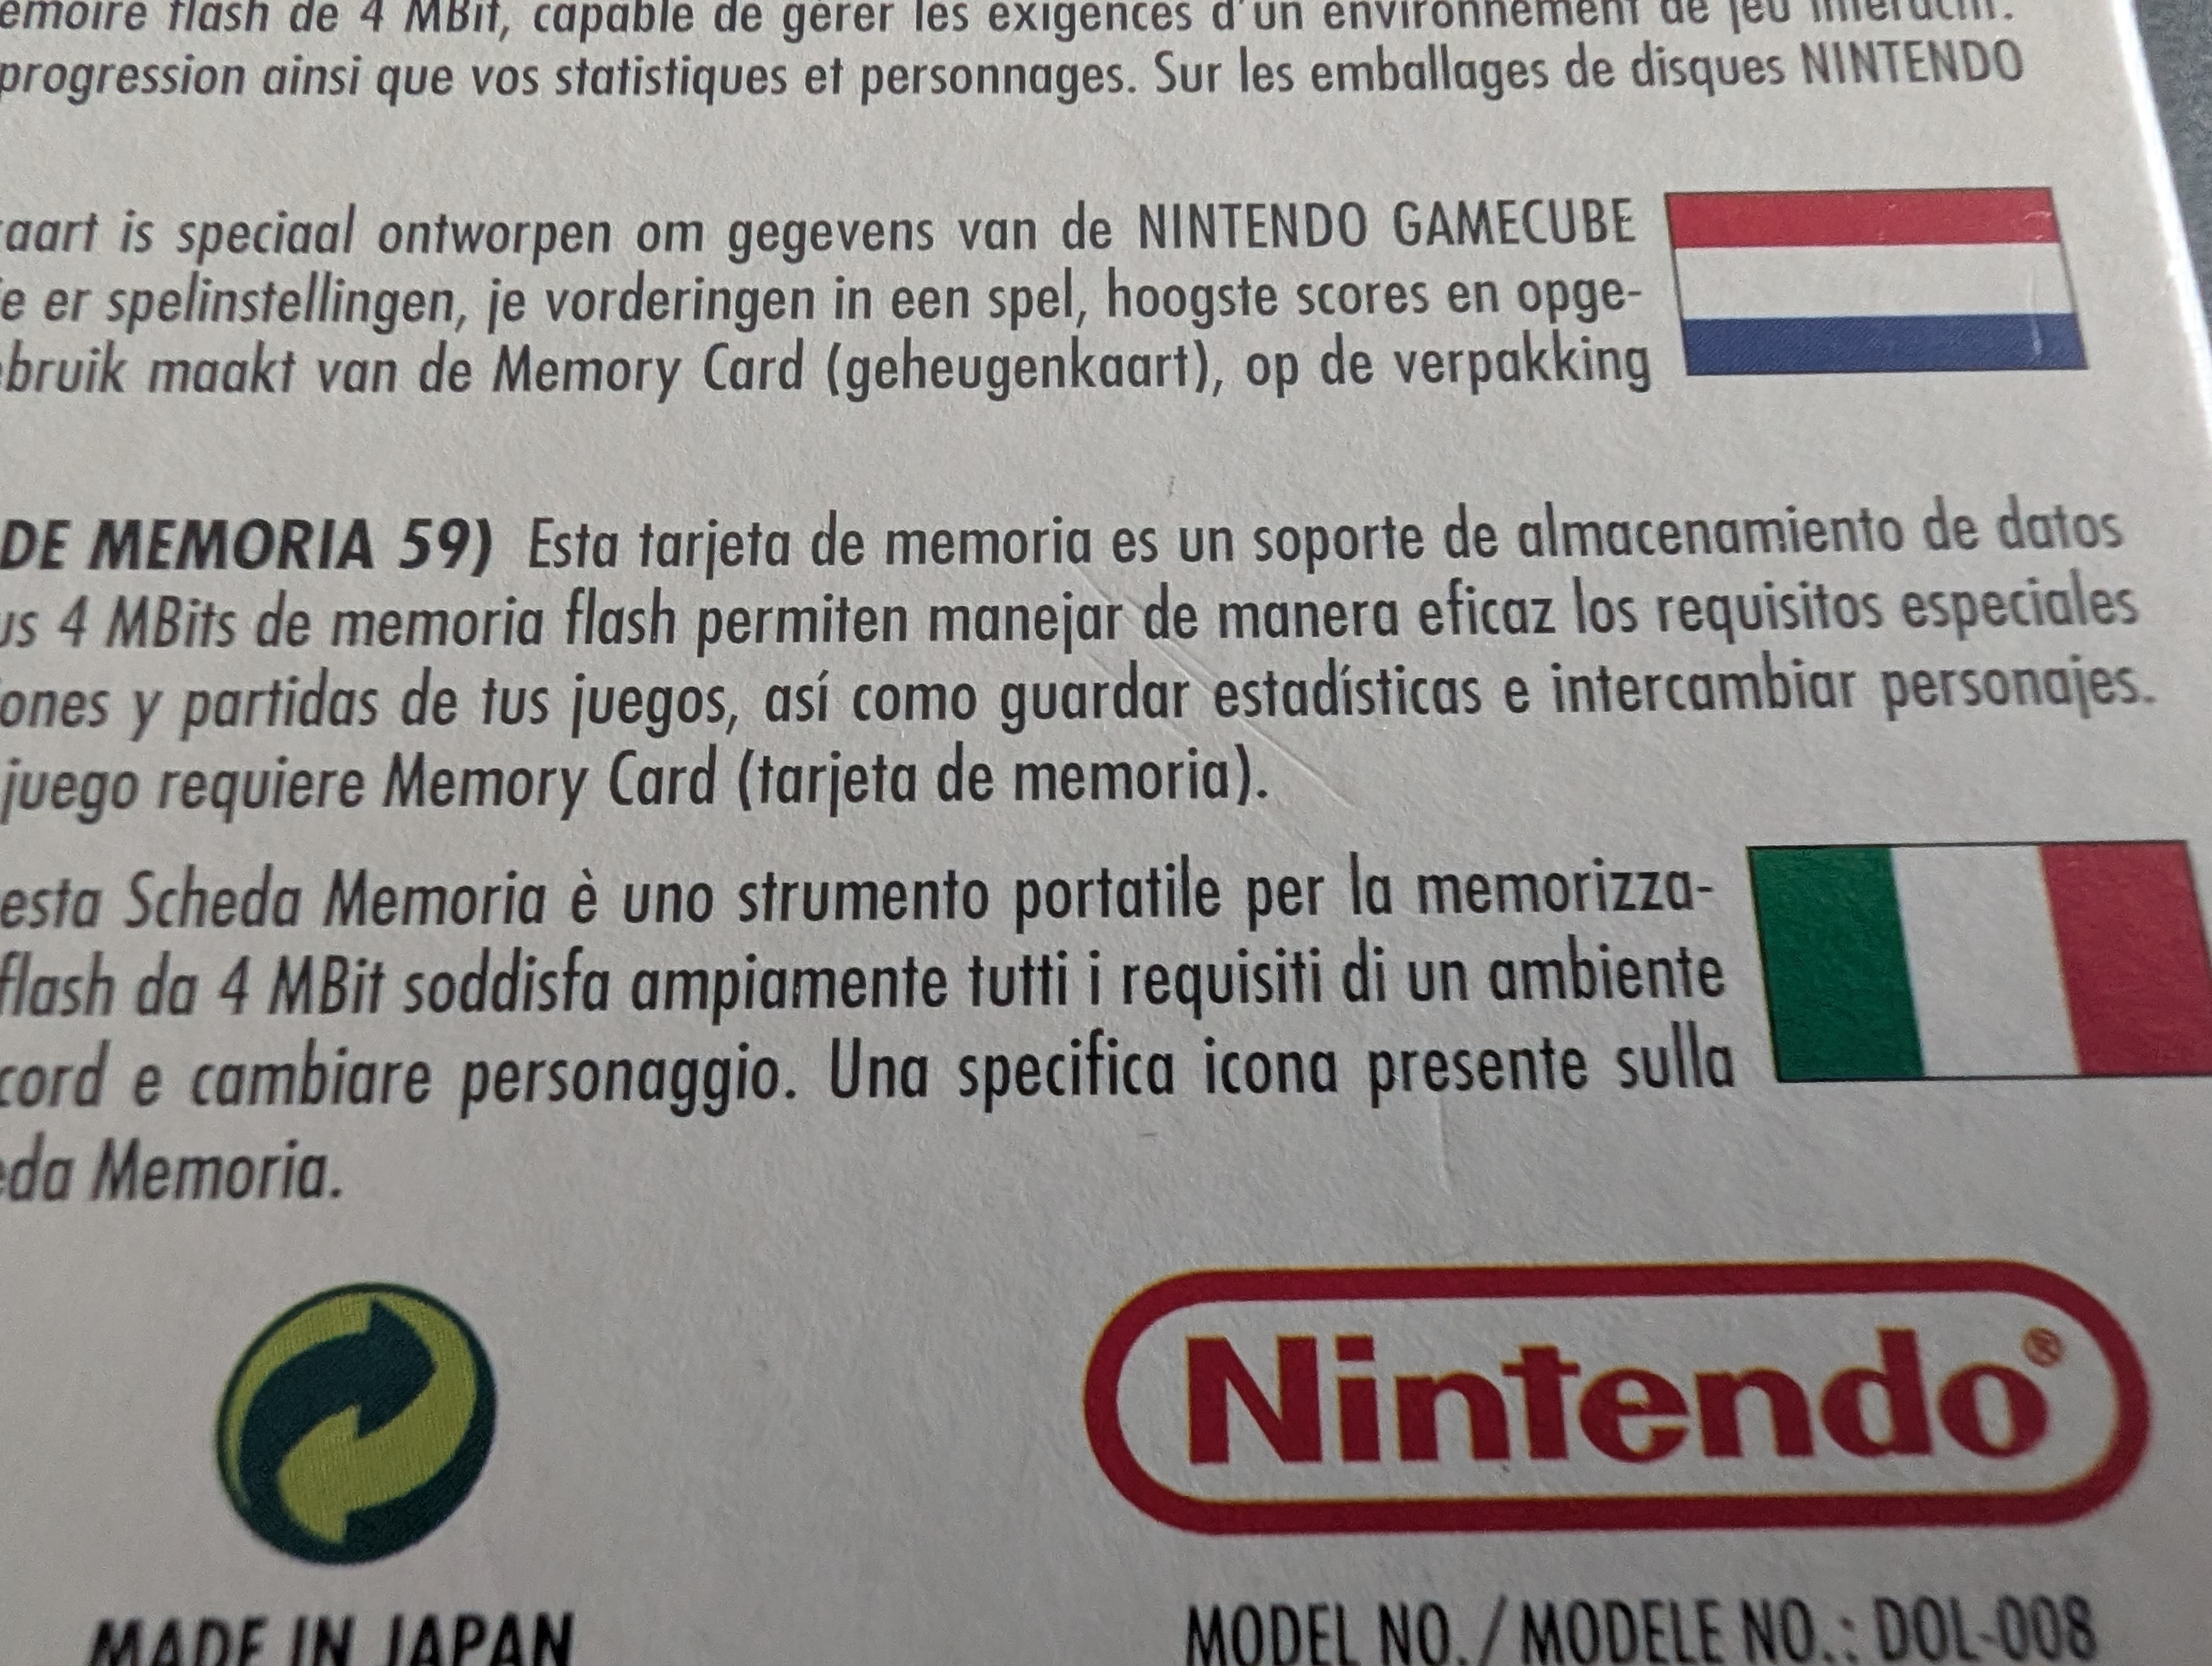 mémoire flash de 4 MBit, capable de gérer les exigences d'un environnement de jeu interactif.
progression ainsi que vos statistiques et personnages. Sur les emballages de disques NINTENDO
aart is speciaal ontworpen om gegevens van de NINTENDO GAMECUBE
e er spelinstellingen, je vorderingen in een spel, hoogste scores en opge-
bruik maakt van de Memory Card (geheugenkaart), op de verpakking
DE MEMORIA 59) Esta tarjeta de memoria es un soporte de almacenamiento de datos
us 4 MBits de memoria flash permiten manejar de manera eficaz los requisitos especiales
ones y partidas de tus juegos, así como guardar estadísticas e intercambiar personajes.
juego requiere Memory Card (tarjeta de memoria).
esta Scheda Memoria è uno strumento portatile per la memorizza-
flash da 4 MBit soddisfa ampiamente tutti i requisiti di un ambiente
cord e cambiare personaggio. Una specifica icona presente sulla
eda Memoria.
Nintendo®
MADE IN JAPAN
MODEL NO./MODELE NO.: DOL-008